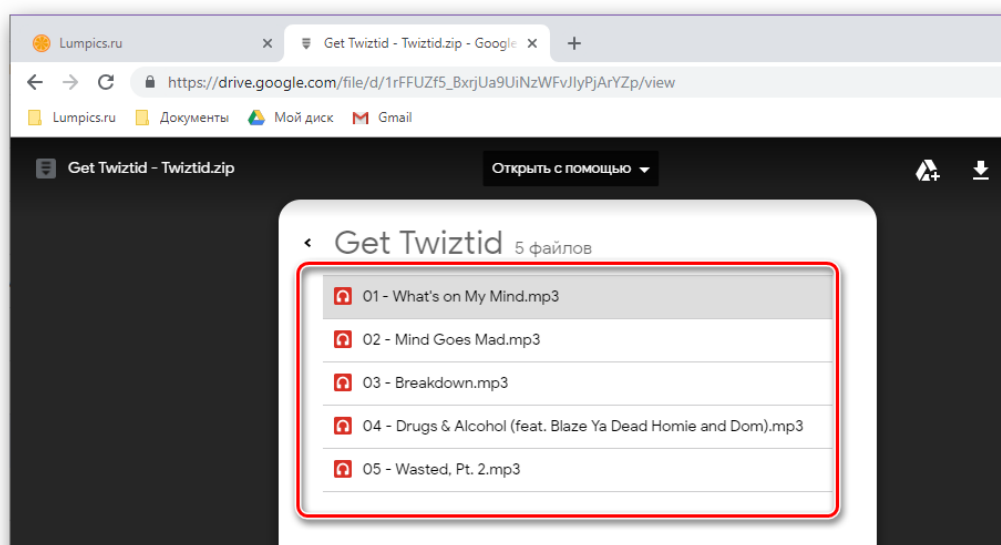 Lumpics.ru
Get Twiztid - Twiztid.zip - Google
https://drive.google.com/file/d/1rFFUZf5_BxrjUa9UiNzWFvJlyPjArYZp/view
Lumpics.ru Документы Мой диск Gmail
Get Twiztid - Twiztid.zip Открыть с помощью
Get Twiztid 5 файлов
01 - What's on My Mind.mp3
02 - Mind Goes Mad.mp3
03 - Breakdown.mp3
04 - Drugs & Alcohol (feat. Blaze Ya Dead Homie and Dom).mp3
05 - Wasted, Pt. 2.mp3